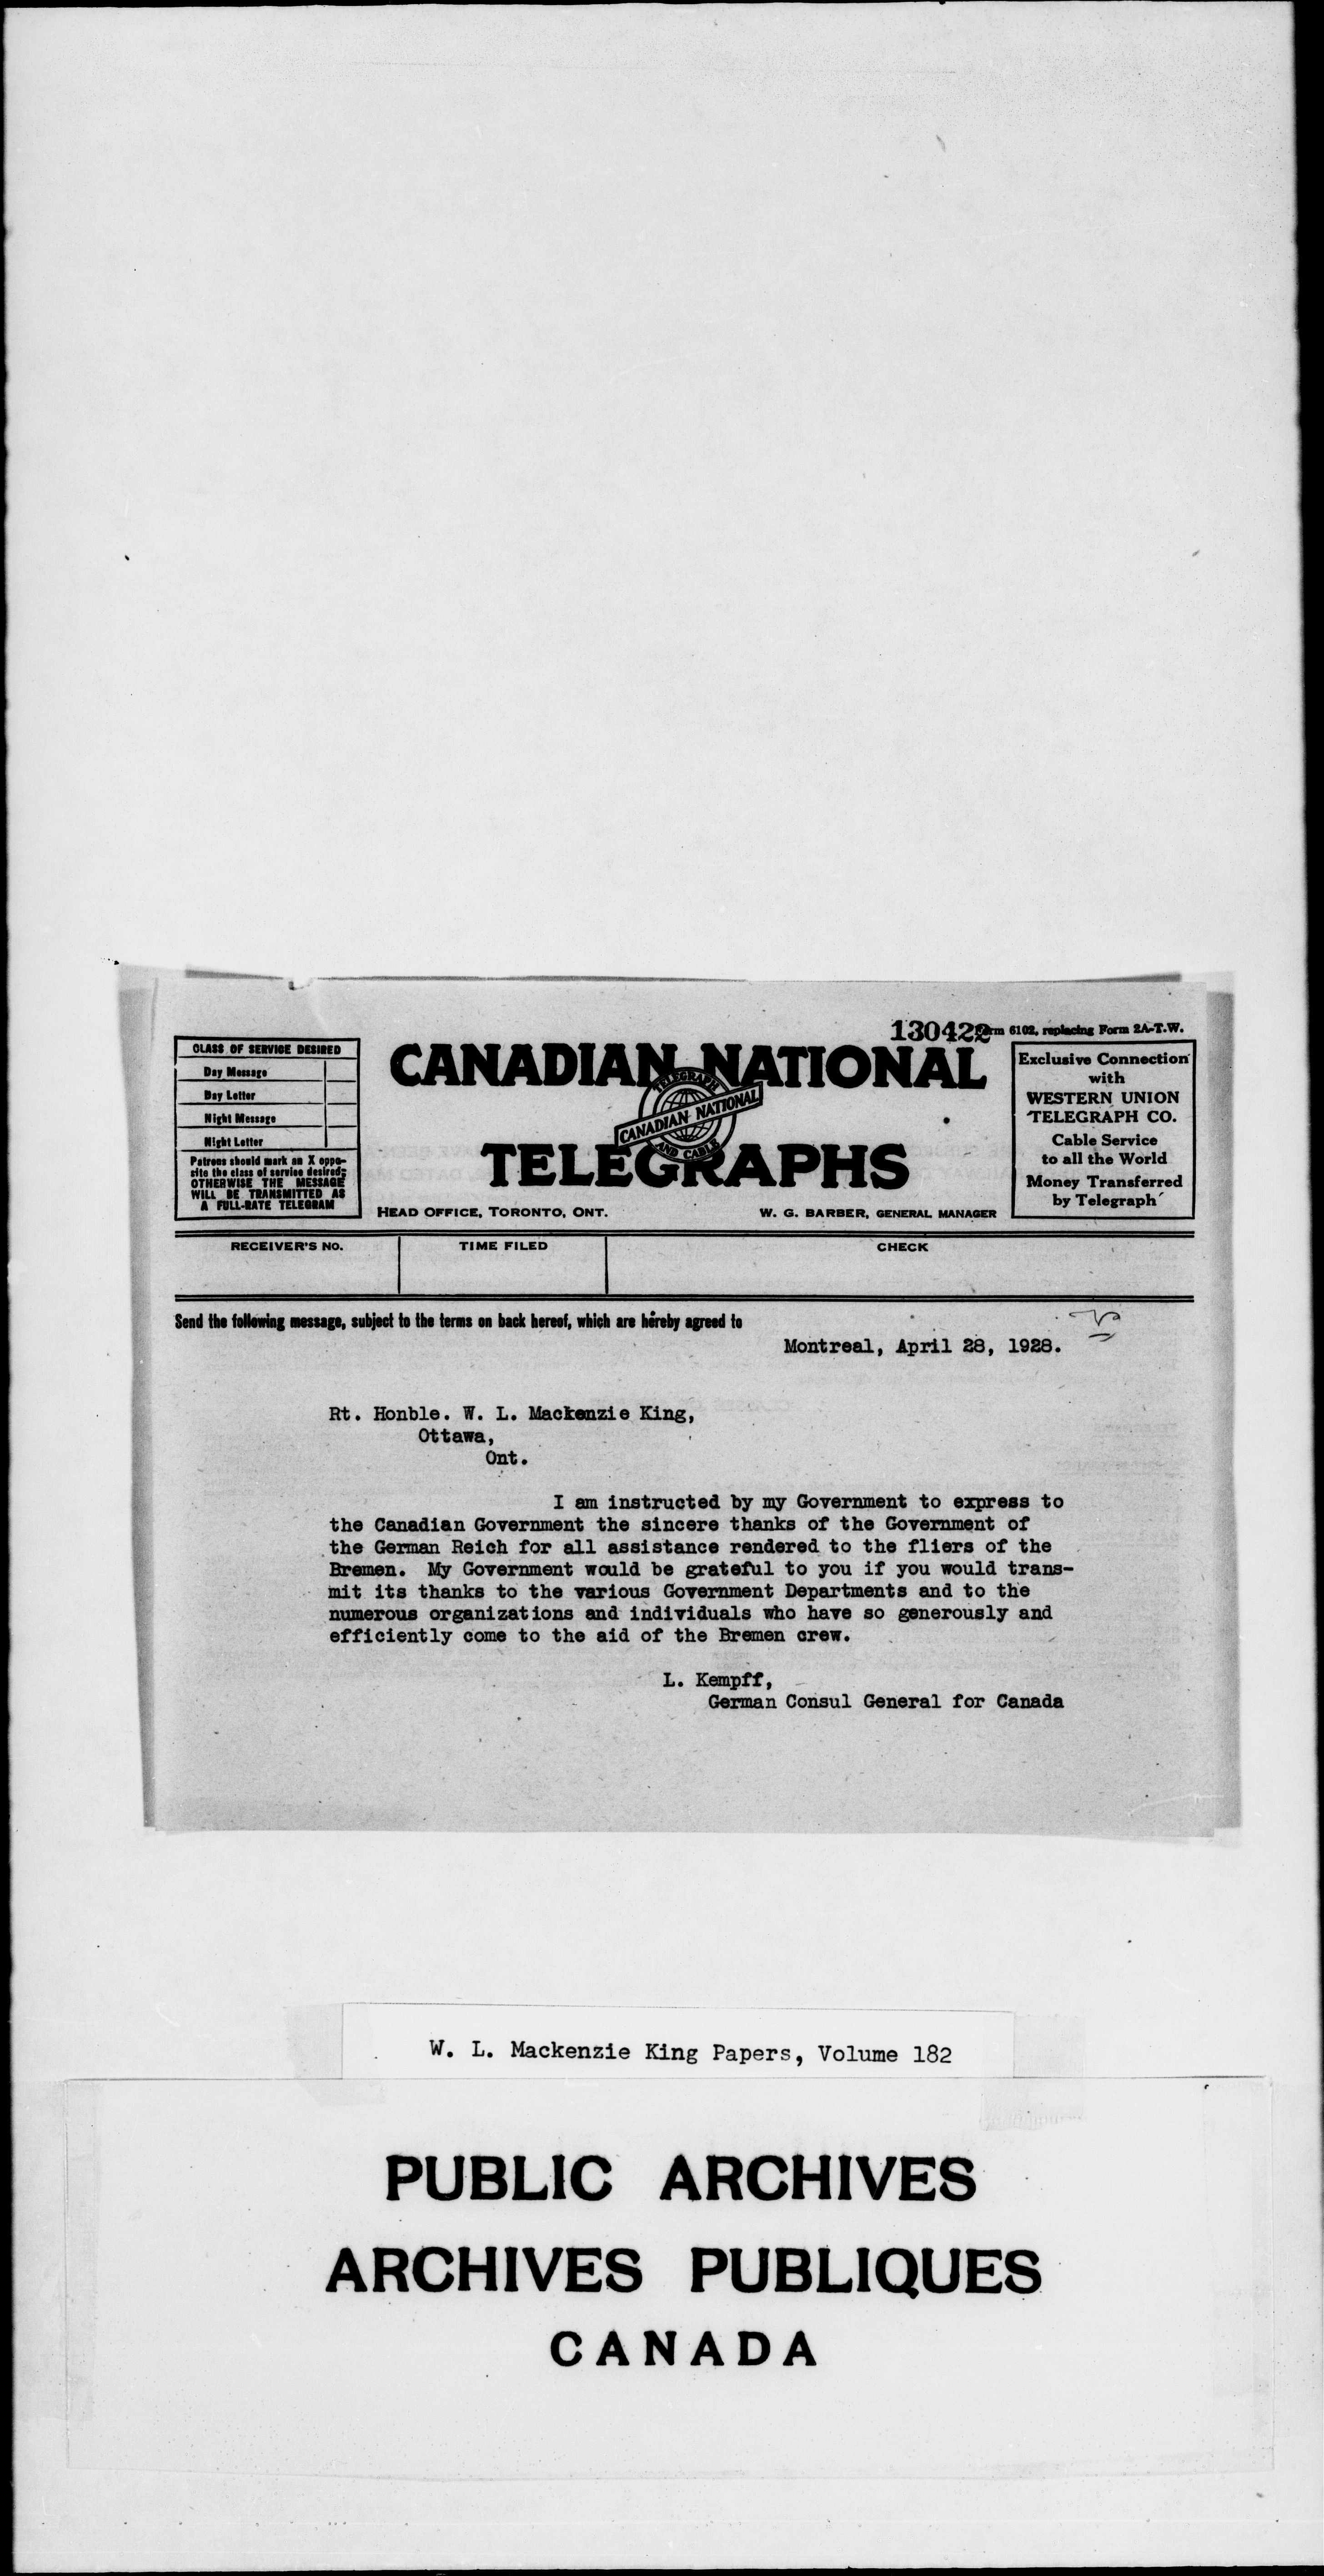 130422
Form 6102, replacing Form 2A-T.W.
CLASS OF SERVICE DESIRED
Day Message
Day Letter
Night Message
Night Letter
Patrons should mark an X oppo-
site the class of service desired;
OTHERWISE THE MESSAGE
WILL BE TRANSMITTED AS
A FULL-RATE TELEGRAM
CANADIAN NATIONAL
TELEGRAPH
CANADIAN NATIONAL
AND CABLE
TELEGRAPHS
HEAD OFFICE, TORONTO, ONT.
W. G. BARBER, GENERAL MANAGER
Exclusive Connection
with
WESTERN UNION
TELEGRAPH CO.
Cable Service
to all the World
Money Transferred
by Telegraph
RECEIVER'S NO.
TIME FILED
CHECK
Send the following message, subject to the terms on back hereof, which are hereby agreed to
Montreal, April 28, 1928.
Rt. Honble. W. L. Mackenzie King,
Ottawa,
Ont.
I am instructed by my Government to express to
the Canadian Government the sincere thanks of the Government of
the German Reich for all assistance rendered to the fliers of the
Bremen. My Government would be grateful to you if you would trans-
mit its thanks to the various Government Departments and to the
numerous organizations and individuals who have so generously and
efficiently come to the aid of the Bremen crew.
L. Kempff,
German Consul General for Canada
W. L. Mackenzie King Papers, Volume 182
PUBLIC ARCHIVES
ARCHIVES PUBLIQUES
CANADA